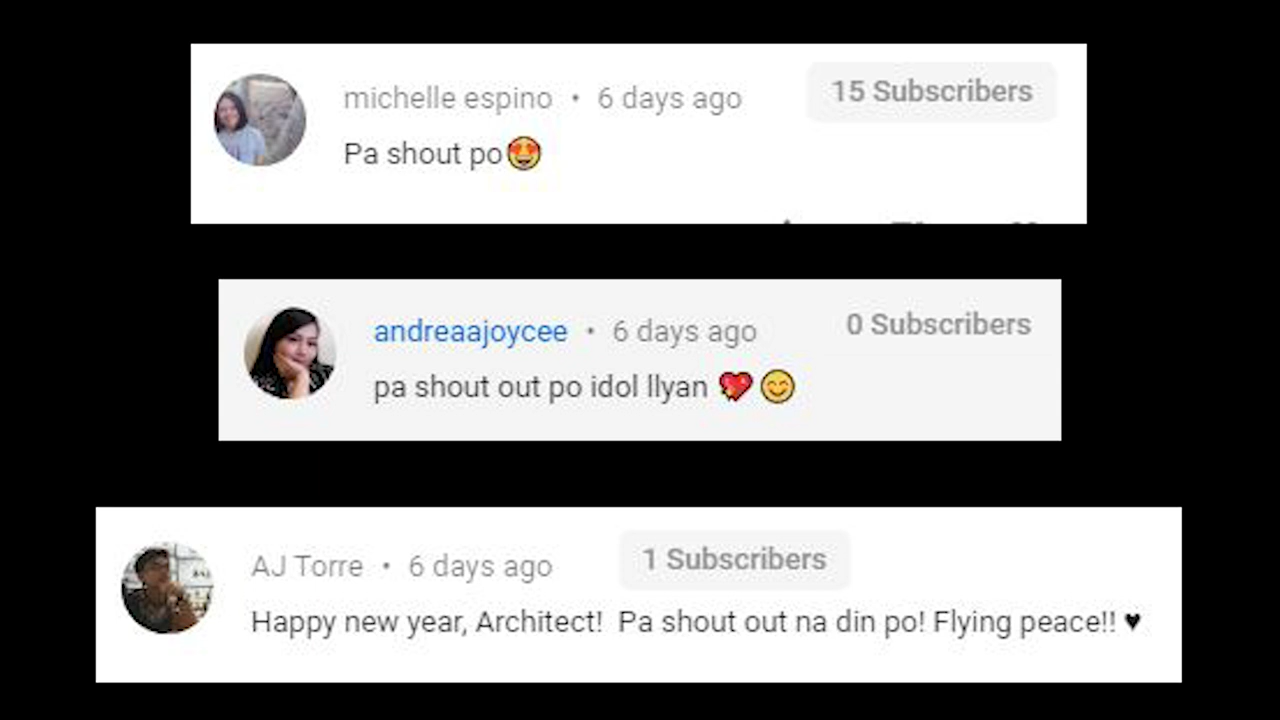 michelle espino • 6 days ago 15 Subscribers
Pa shout po😍
andreaajoycee • 6 days ago 0 Subscribers
pa shout out po idol llyan 💖😊
AJ Torre • 6 days ago 1 Subscribers
Happy new year, Architect! Pa shout out na din po! Flying peace!! ♥